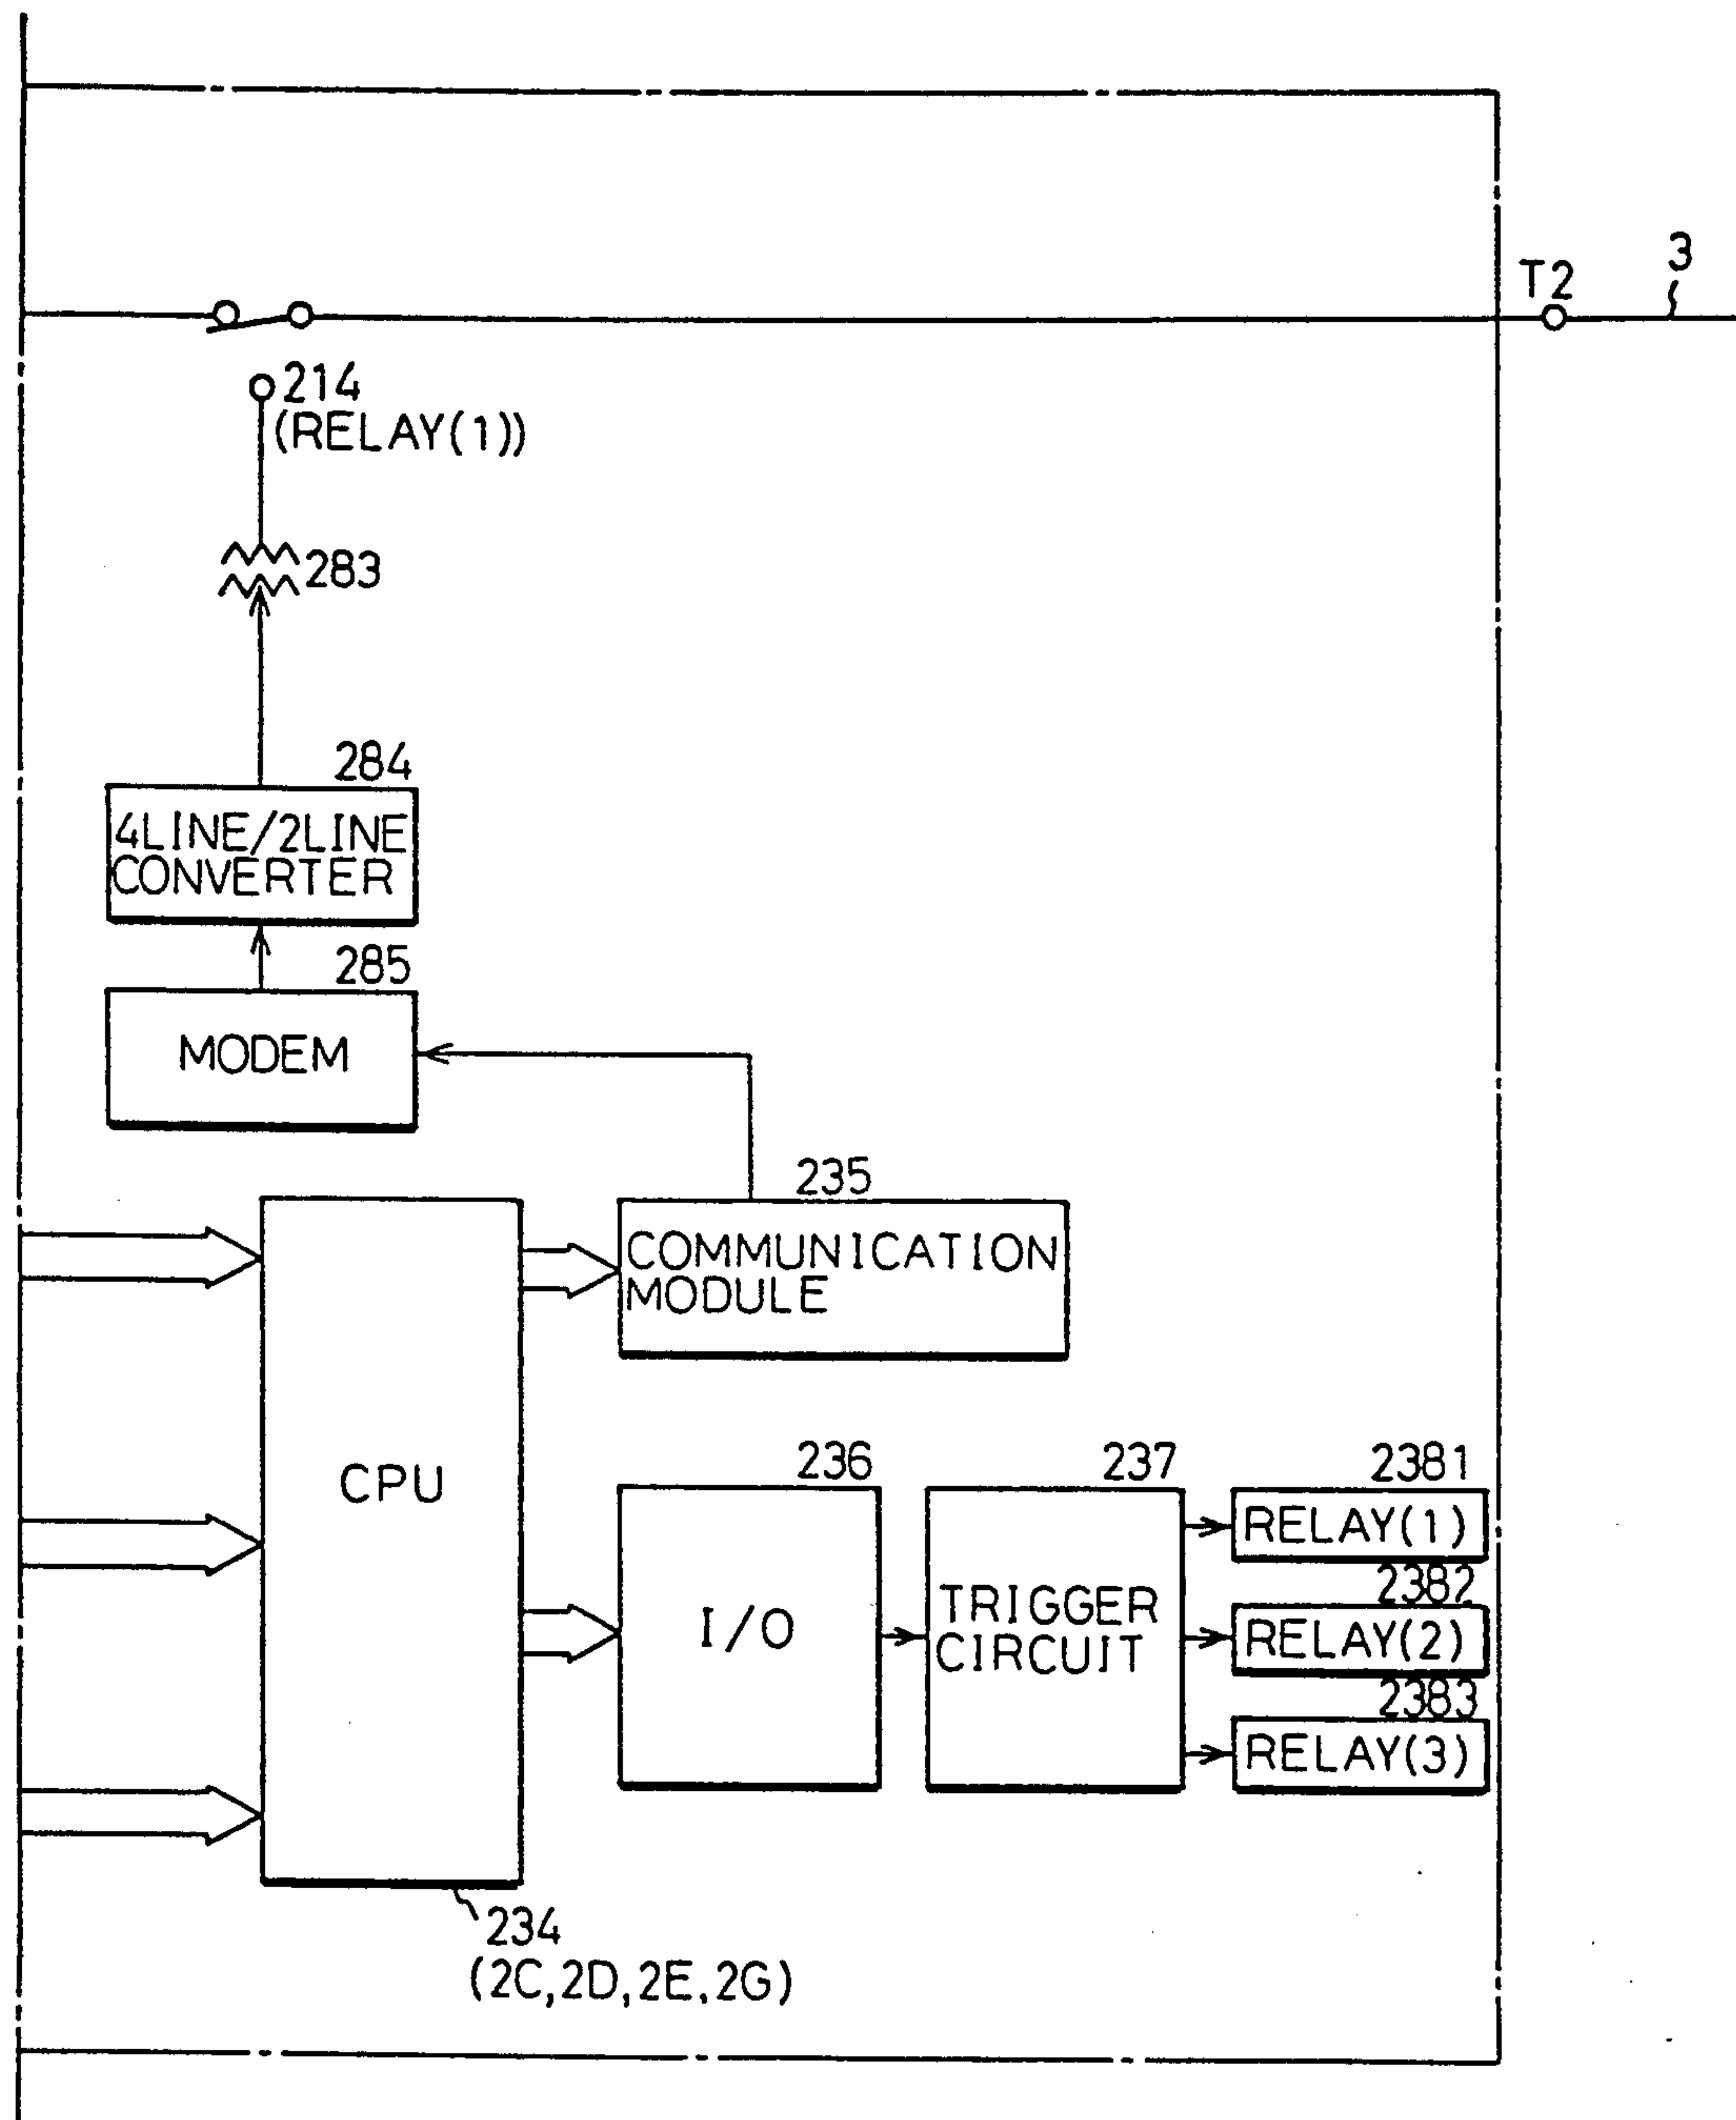 3
T2
214
(RELAY(1))
283
284
4LINE/2LINE
CONVERTER
285
MODEM
235
COMMUNICATION
MODULE
CPU
236
237
2381
I/O
TRIGGER
CIRCUIT
RELAY(1)
2382
RELAY(2)
2383
RELAY(3)
234
(2C,2D,2E,2G)